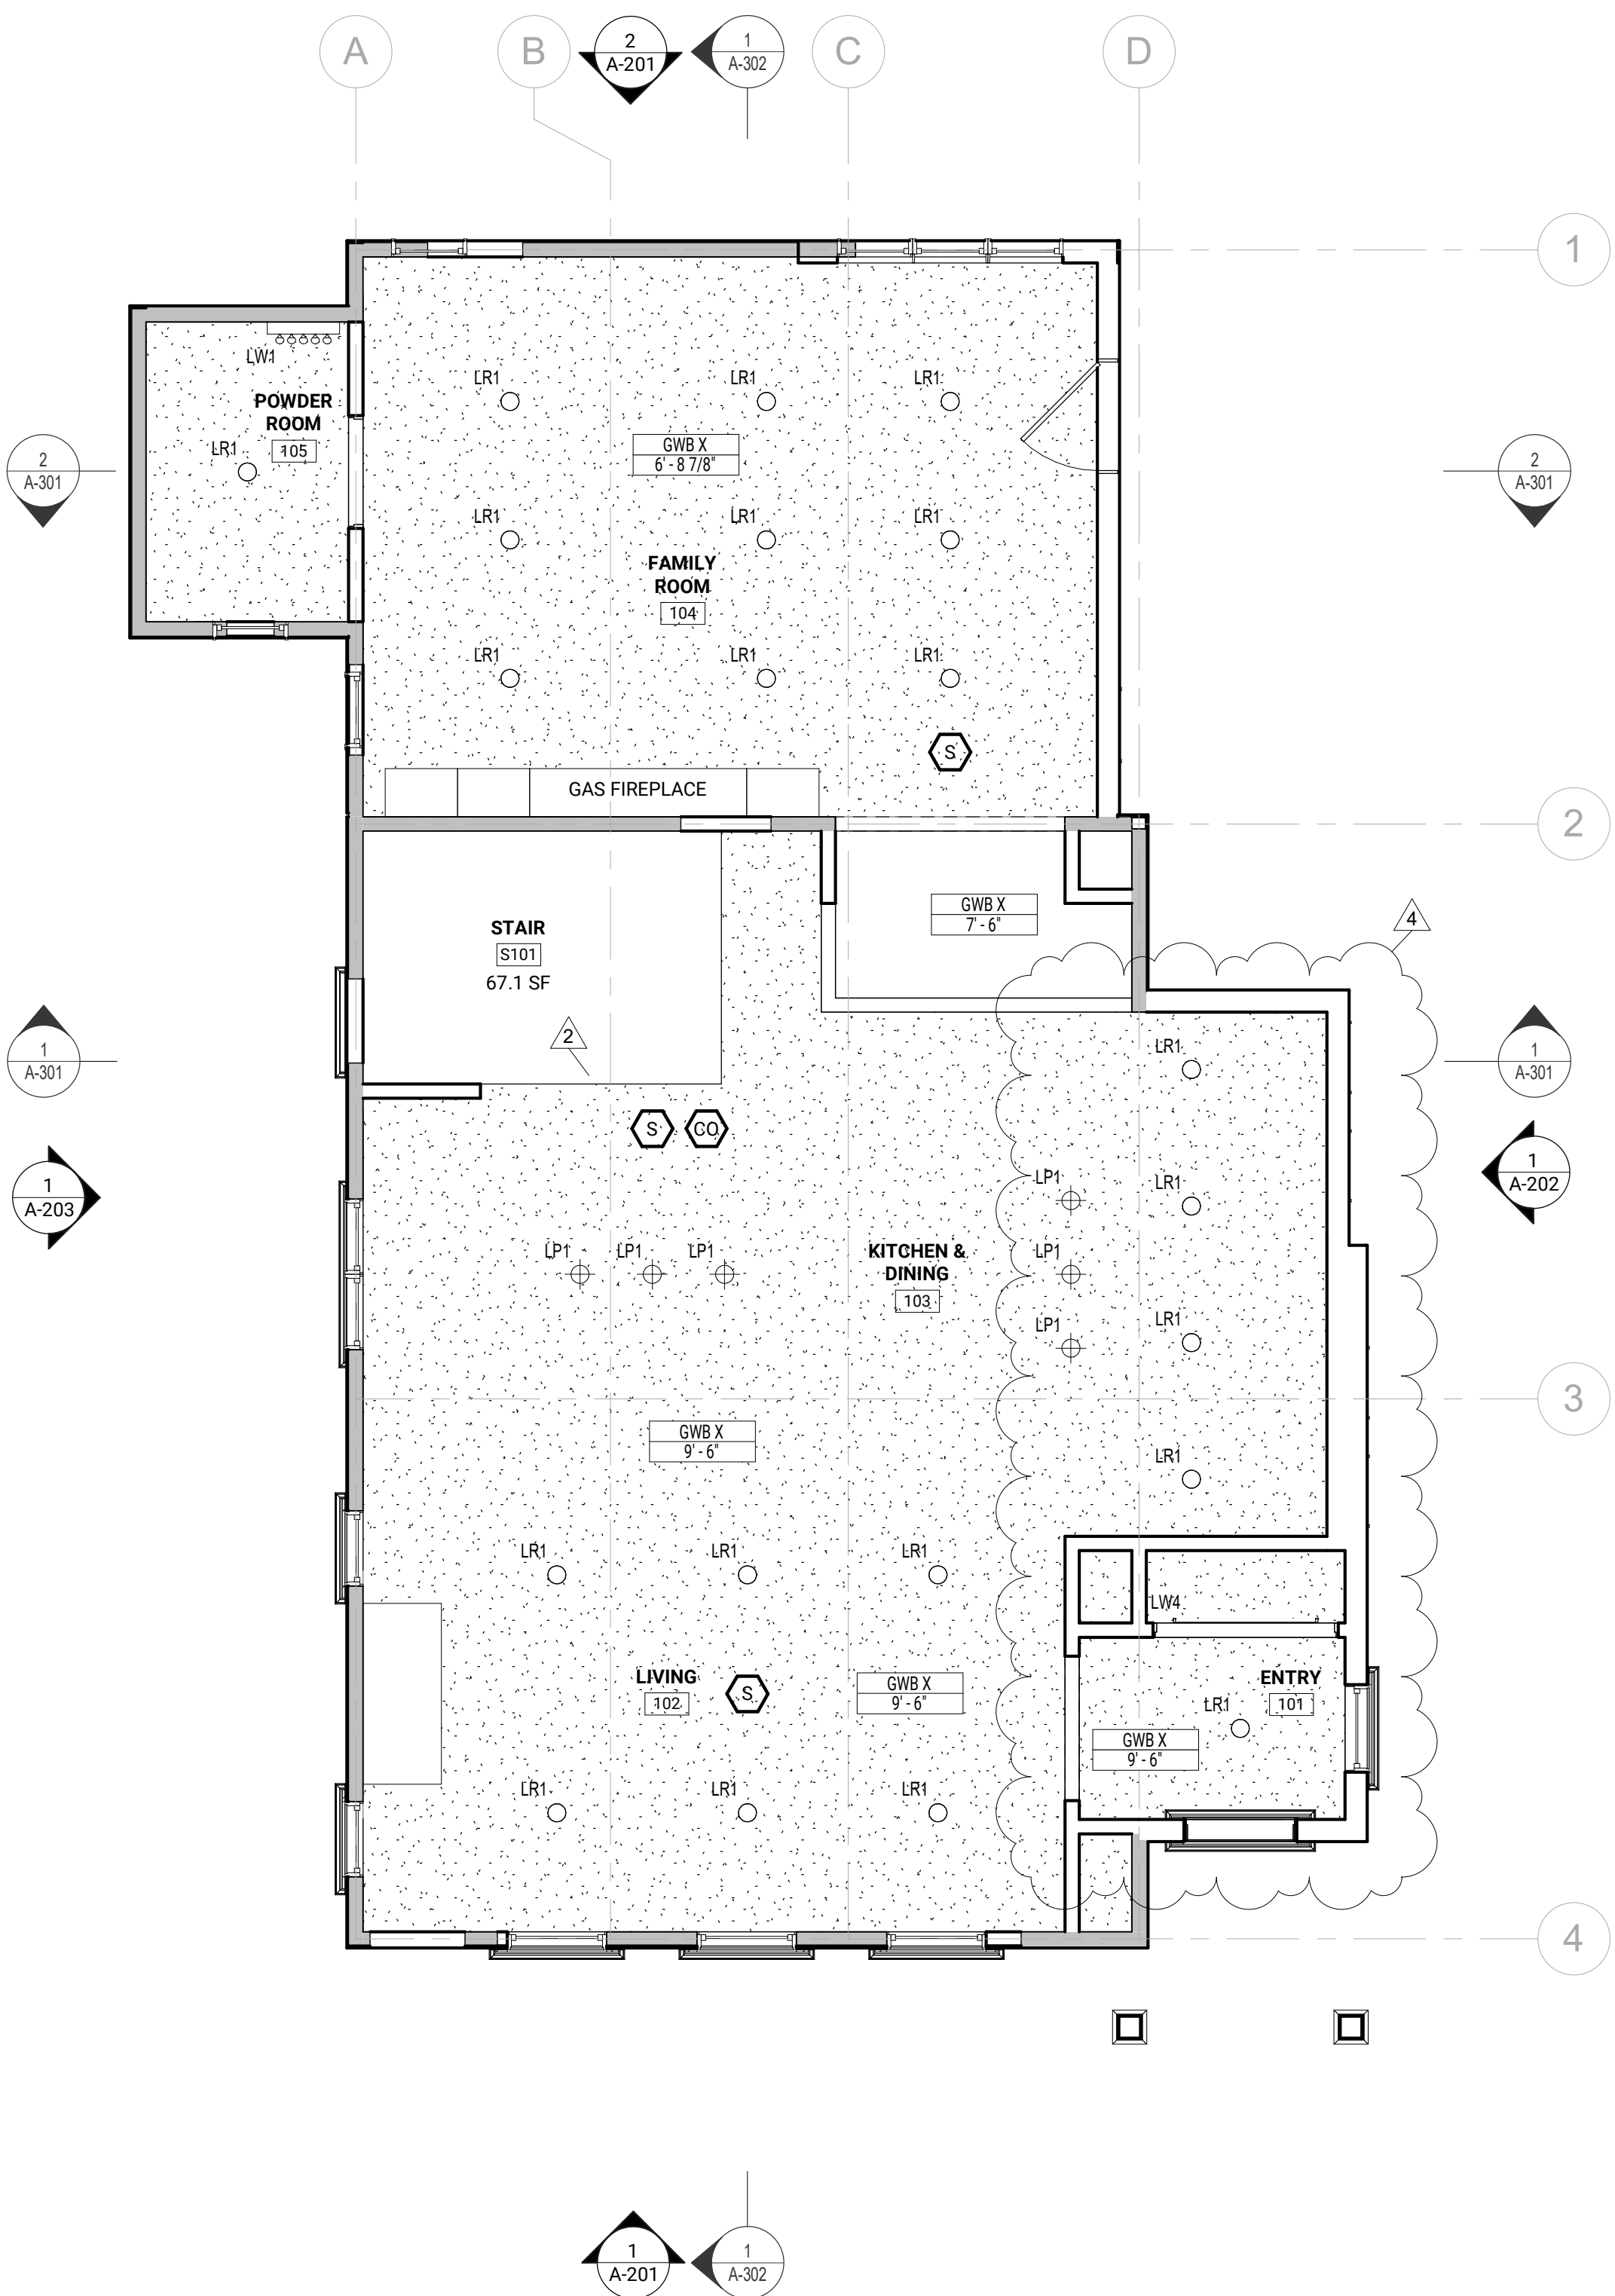 A
B
2
A-201
1
A-302
C
D
1
LW1
POWDER
ROOM
105
LR1
LR1
LR1
LR1
GWB X
6' - 8 7/8"
2
A-301
2
A-301
LR1
LR1
LR1
FAMILY
ROOM
104
LR1
LR1
LR1
S
GAS FIREPLACE
2
STAIR
S101
67.1 SF
GWB X
7' - 6"
4
2
1
A-301
1
A-301
LR1
S
CO
1
A-203
1
A-202
LP1
LR1
LP1
LP1
LP1
KITCHEN &
DINING
103
LP1
LP1
LR1
3
GWB X
9' - 6"
LR1
LR1
LR1
LR1
LW4
LIVING
102
S
GWB X
9' - 6"
ENTRY
101
LR1
GWB X
9' - 6"
LR1
LR1
LR1
4
1
A-201
1
A-302